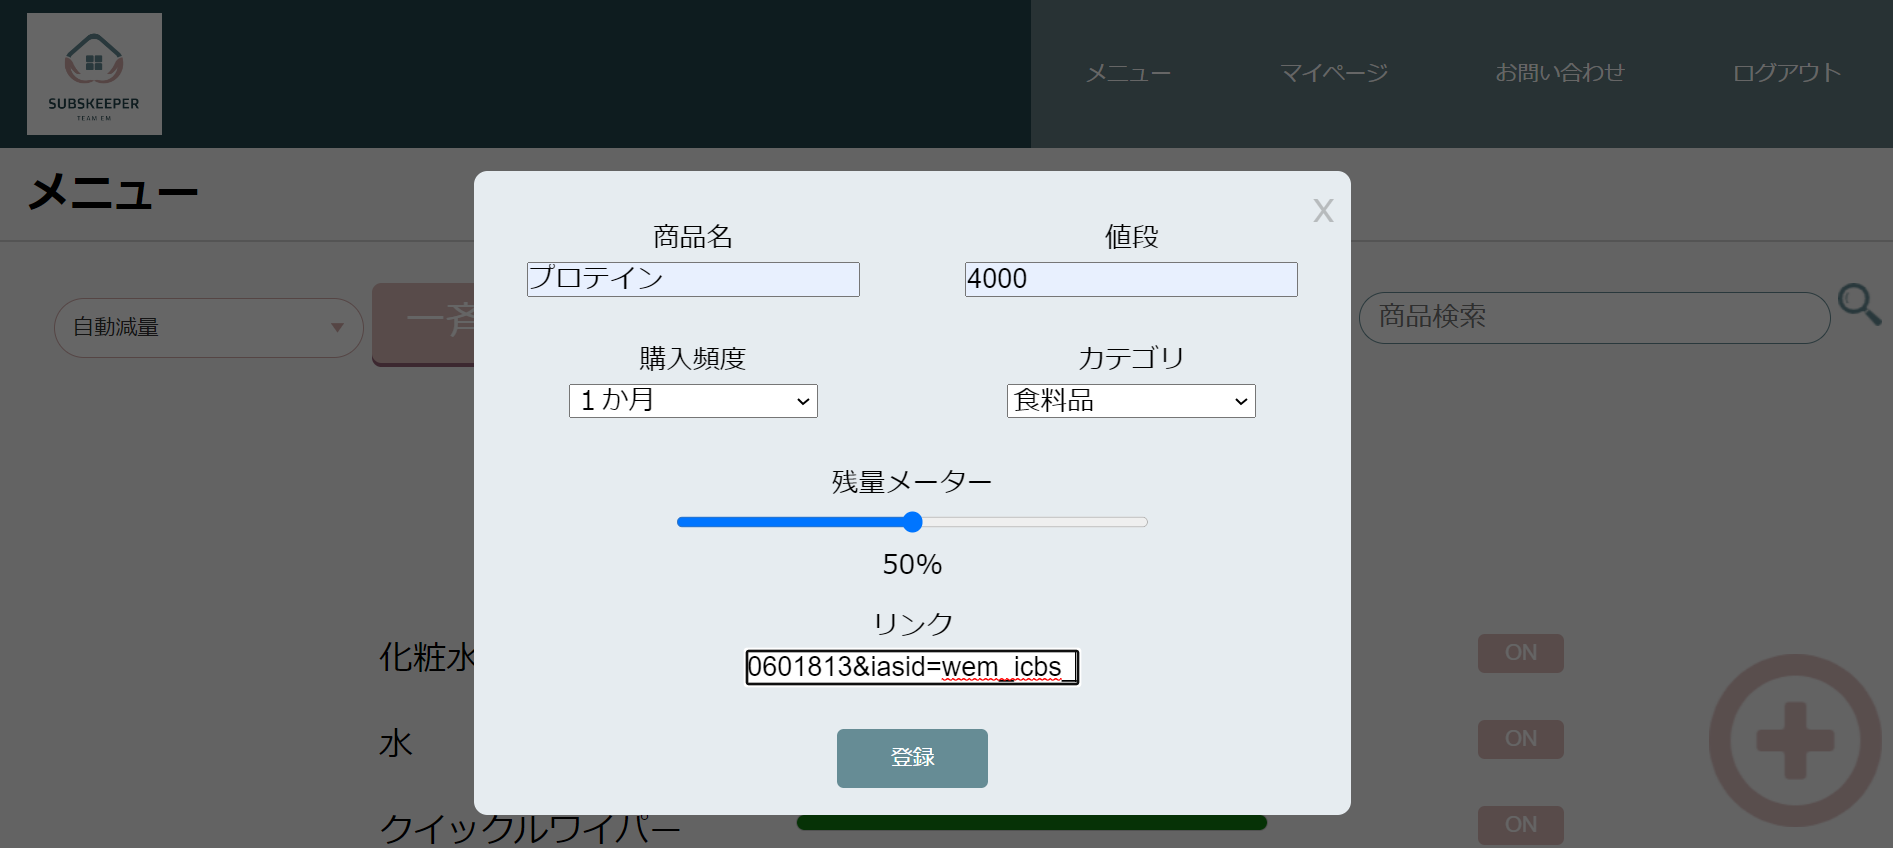 SUBSKEEPER
TEAM EM
メニュー
マイページ
お問い合わせ
ログアウト
メニュー
X
商品名
値段
プロテイン
4000
自動減量
一斉
商品検索
購入頻度
カテゴリ
１か月
食料品
残量メーター
50%
リンク
0601813&iasid=wem_icbs_
化粧水
ON
水
ON
登録
クイックルワイパー
ON